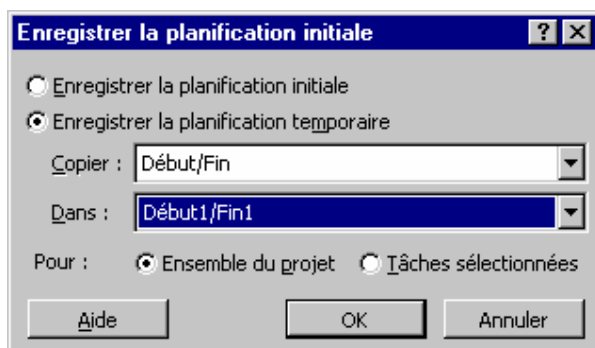 Enregistrer la planification initiale
Enregistrer la planification initiale
Enregistrer la planification temporaire
Copier : Début/Fin
Dans : Début1/Fin1
Pour : Ensemble du projet Tâches sélectionnées
Aide OK Annuler